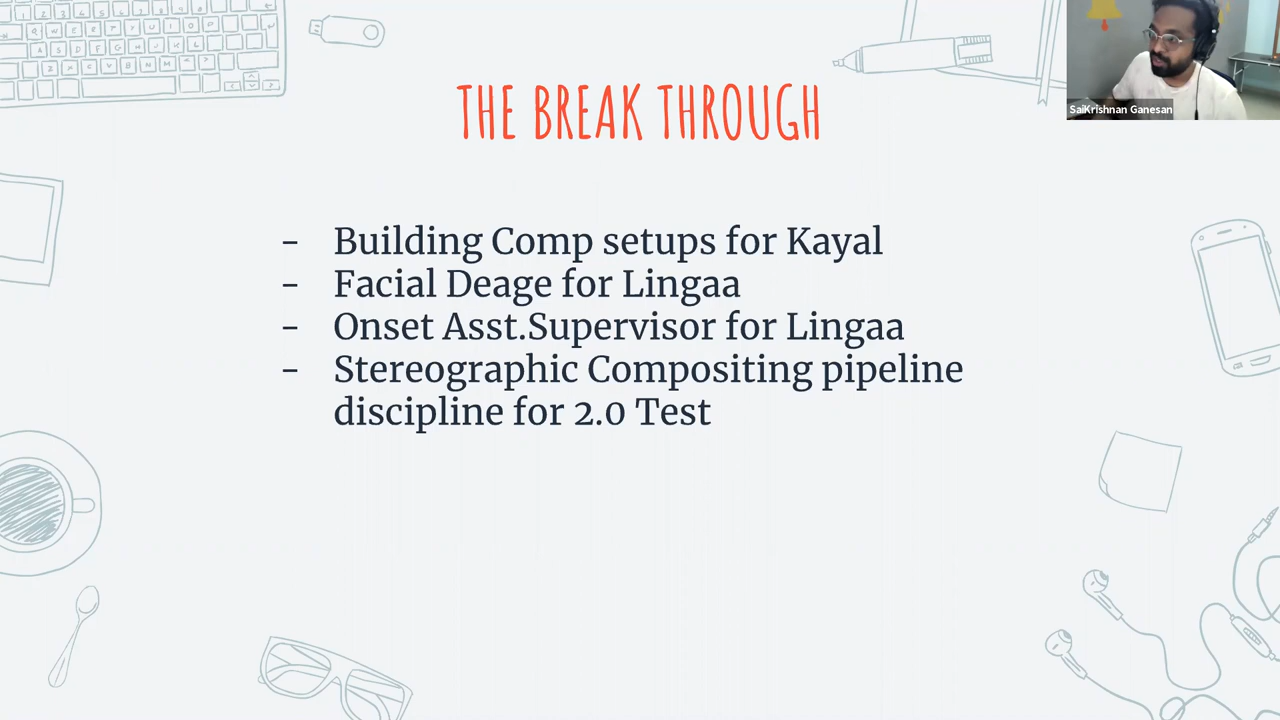 THE BREAK THROUGH
SaiKrishnan Ganesan
- Building Comp setups for Kayal
- Facial Deage for Lingaa
- Onset Asst.Supervisor for Lingaa
- Stereographic Compositing pipeline
discipline for 2.0 Test